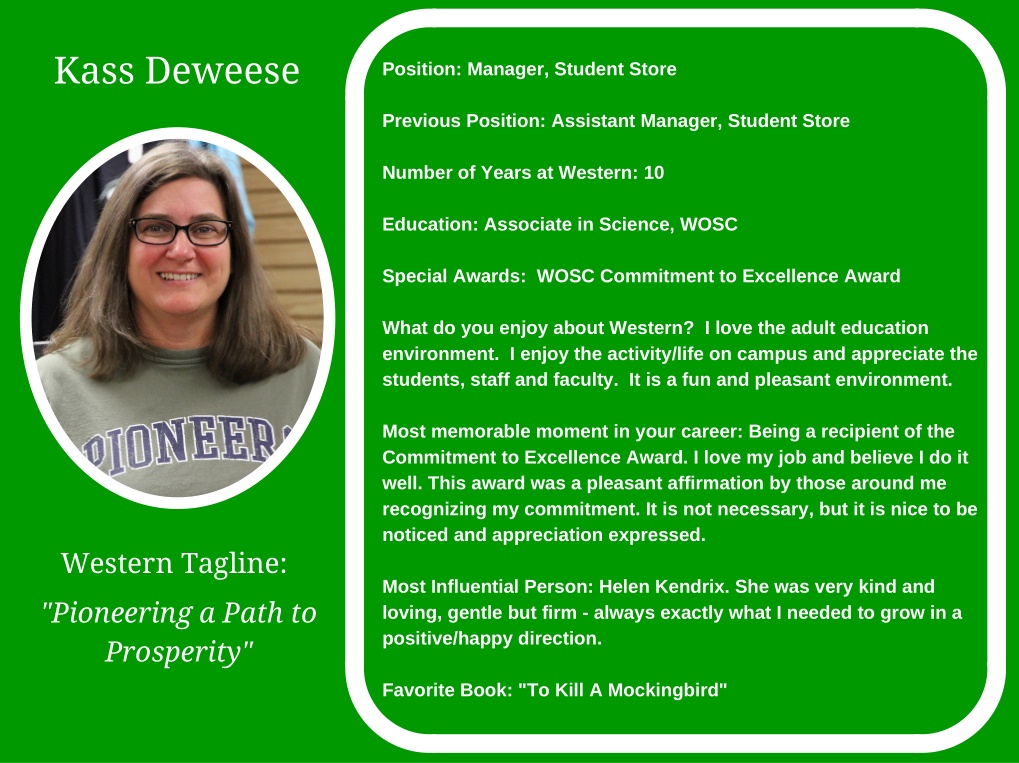 Kass Deweese
PIONEER
Western Tagline:
"Pioneering a Path to
Prosperity"
Position: Manager, Student Store
Previous Position: Assistant Manager, Student Store
Number of Years at Western: 10
Education: Associate in Science, WOSC
Special Awards:  WOSC Commitment to Excellence Award
What do you enjoy about Western?  I love the adult education
environment.  I enjoy the activity/life on campus and appreciate the
students, staff and faculty.  It is a fun and pleasant environment.
Most memorable moment in your career: Being a recipient of the
Commitment to Excellence Award. I love my job and believe I do it
well. This award was a pleasant affirmation by those around me
recognizing my commitment. It is not necessary, but it is nice to be
noticed and appreciation expressed.
Most Influential Person: Helen Kendrix. She was very kind and
loving, gentle but firm - always exactly what I needed to grow in a
positive/happy direction.
Favorite Book: "To Kill A Mockingbird"